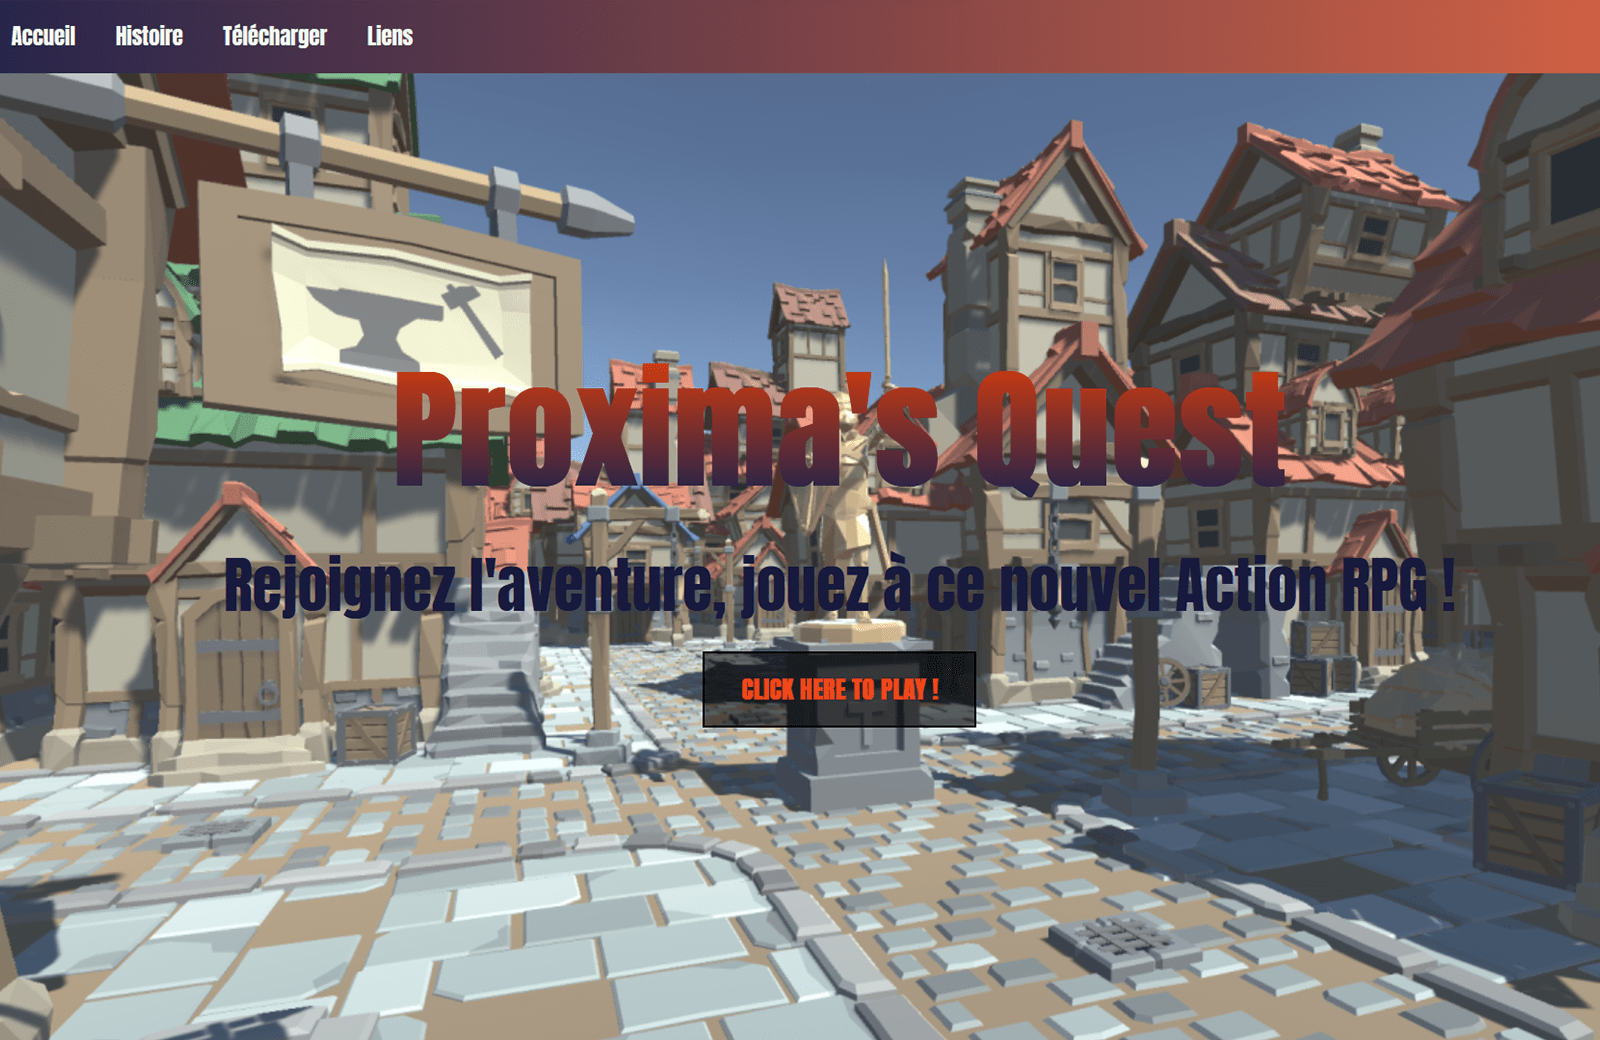 Accueil Histoire Télécharger Liens
Proxima's Quest
Rejoignez l'aventure, jouez à ce nouvel Action RPG !
CLICK HERE TO PLAY !